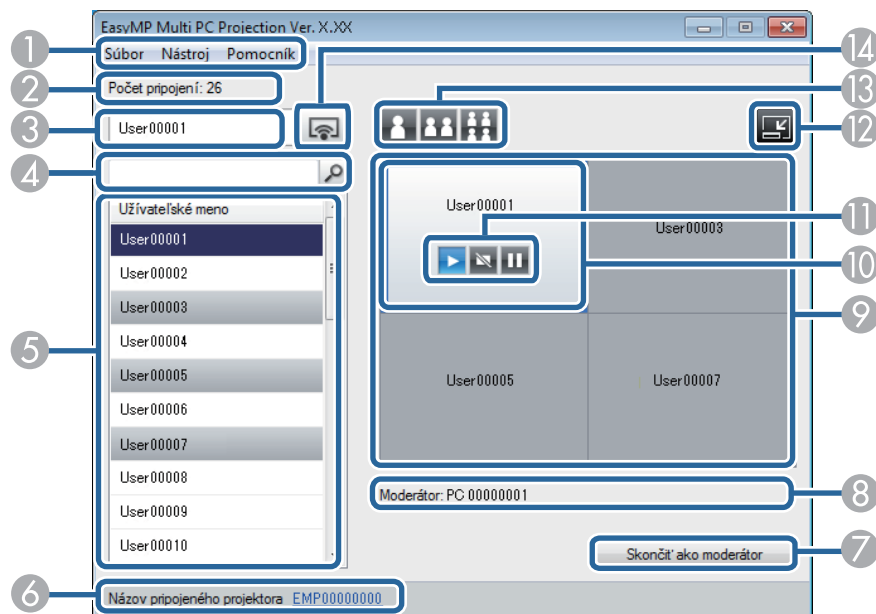 EasyMP Multi PC Projection Ver. X.XX
1
Súbor Nástroj Pomocník
14
2
Počet pripojení: 26
13
3
User00001
12
4
Užívateľské meno
User00001
User00002
User00003
User00004
User00005
User00006
User00007
User00008
User00009
User00010
5
User00001
11
10
User00003
9
User00005
User00007
Moderátor: PC 00000001
8
Skončiť ako moderátor
7
6
Názov pripojeného projektora EMP00000000